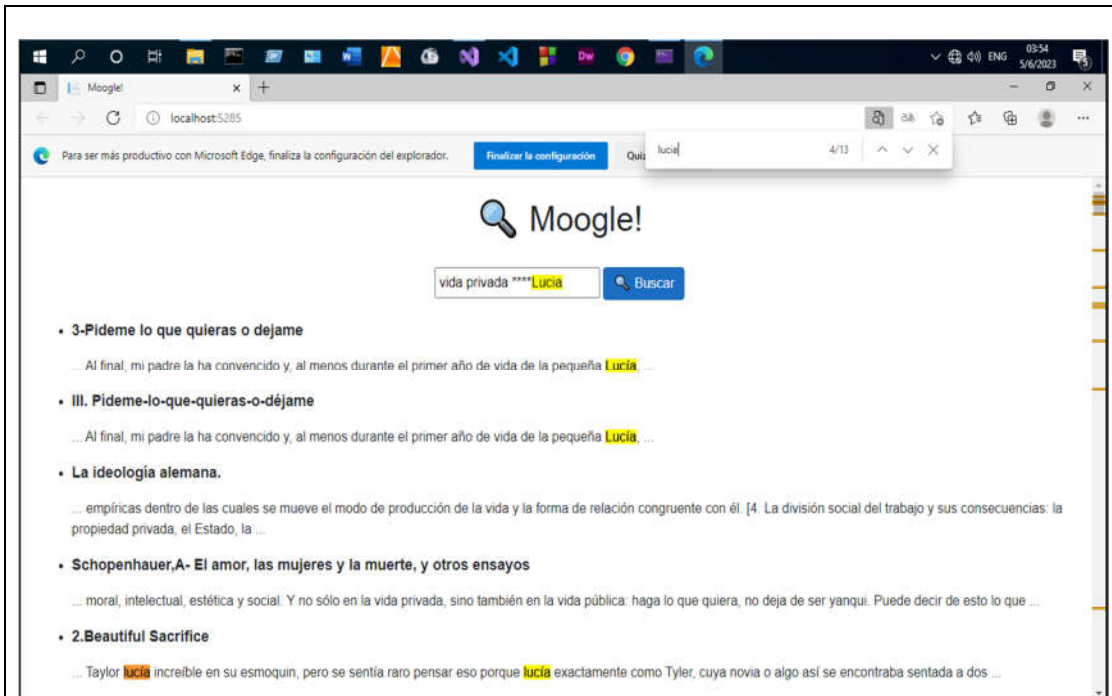 ENG
03:54
5/6/2023
5
Moogle!
localhost:5285
Para ser más productivo con Microsoft Edge, finaliza la configuración del explorador.
Finalizar la configuración
Quiz
lucia
4/13
Moogle!
vida privada ****Lucia
Buscar
• 3-Pideme lo que quieras o dejame
... Al final, mi padre la ha convencido y, al menos durante el primer año de vida de la pequeña Lucía, ...
• III. Pídeme-lo-que-quieras-o-déjame
... Al final, mi padre la ha convencido y, al menos durante el primer año de vida de la pequeña Lucía, ...
• La ideología alemana.
... empíricas dentro de las cuales se mueve el modo de producción de la vida y la forma de relación congruente con él. [4. La división social del trabajo y sus consecuencias: la
propiedad privada, el Estado, la ...
• Schopenhauer,A- El amor, las mujeres y la muerte, y otros ensayos
... moral, intelectual, estética y social. Y no sólo en la vida privada, sino también en la vida pública: haga lo que quiera, no deja de ser yanqui. Puede decir de esto lo que ...
• 2.Beautiful Sacrifice
... Taylor lucía increíble en su esmoquin, pero se sentía raro pensar eso porque lucía exactamente como Tyler, cuya novia o algo así se encontraba sentada a dos ...